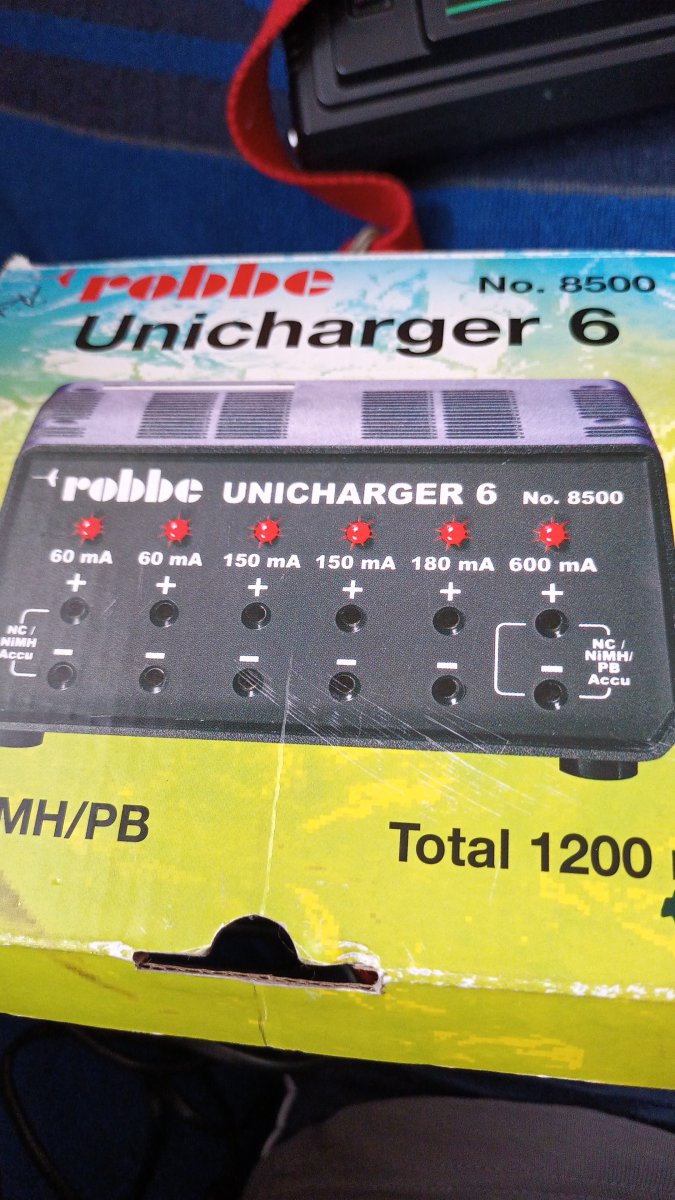 robbe No. 8500
Unicharger 6
robbe UNICHARGER 6 No. 8500
60 mA 60 mA 150 mA 150 mA 180 mA 600 mA
+ + + + + +
NC /
NiMH
Accu
- - - - - -
NC /
NiMH/
PB
Accu
MH/PB
Total 1200